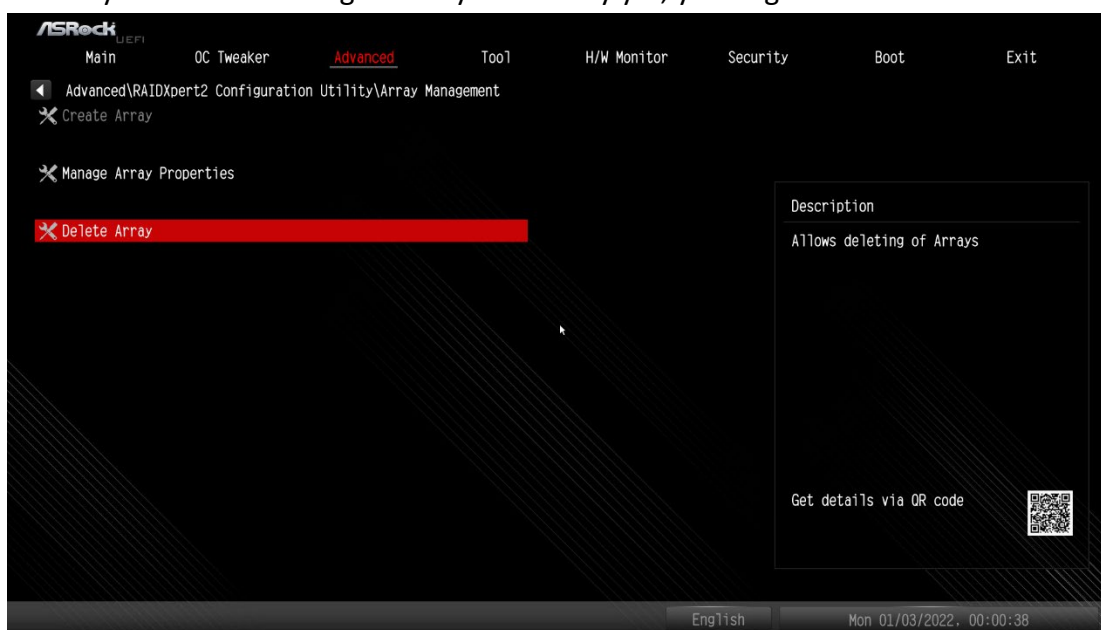 ASRock
UEFI
Main OC Tweaker Advanced Tool H/W Monitor Security Boot Exit
Advanced\RAIDXpert2 Configuration Utility\Array Management
Create Array
Manage Array Properties
Delete Array
Description
Allows deleting of Arrays
Get details via QR code
English Mon 01/03/2022, 00:00:38